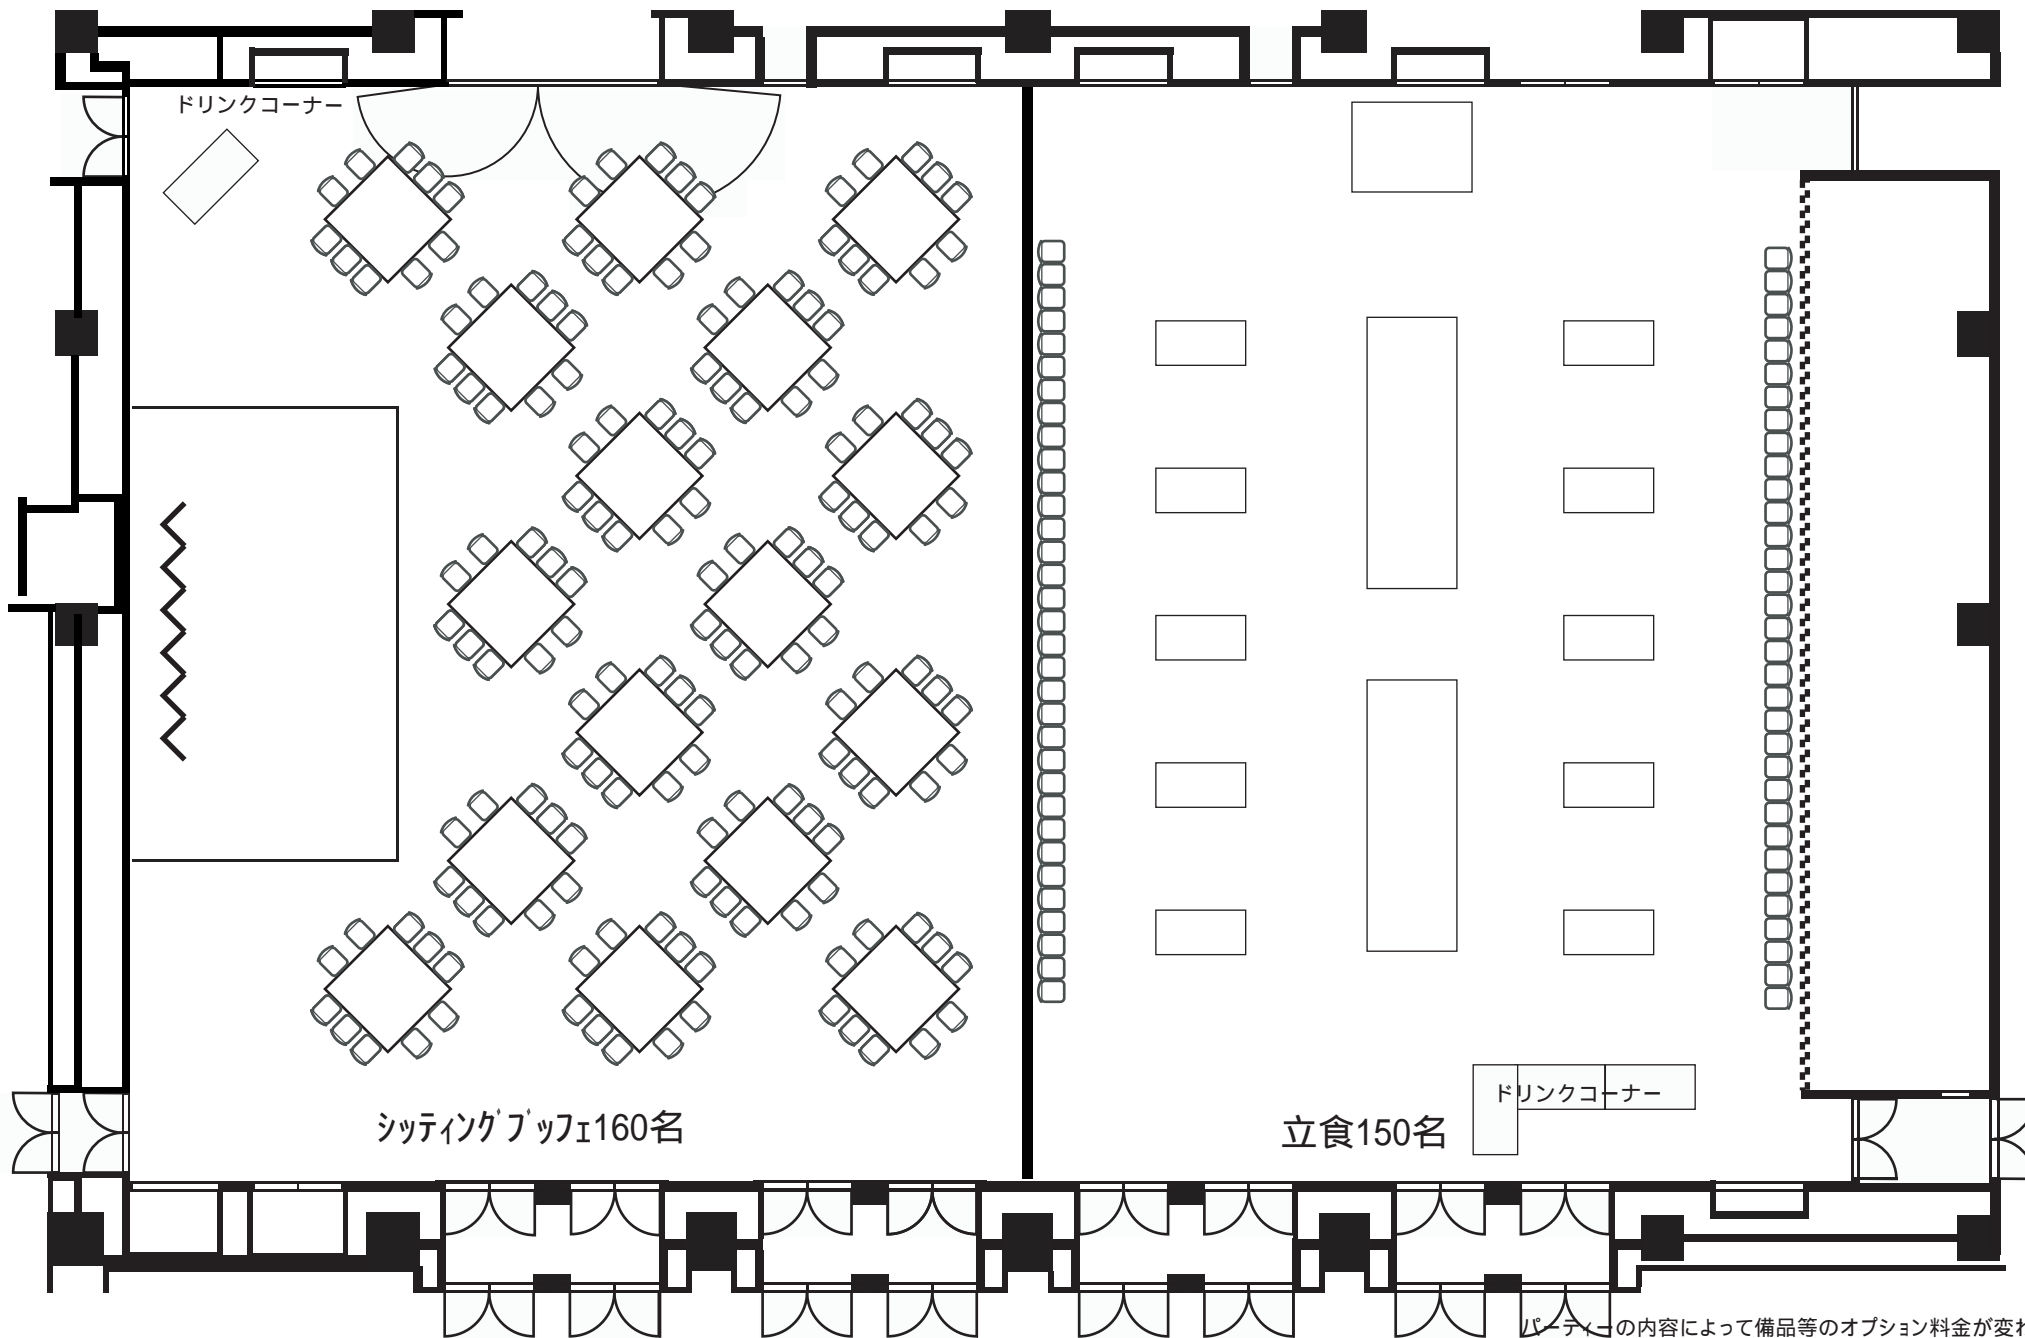 ドリンクコーナー
ｼｯﾃｨﾝｸﾞﾌﾞｯﾌｪ160名
立食150名
ドリンクコーナー
パーティーの内容によって備品等のオプション料金が変わ